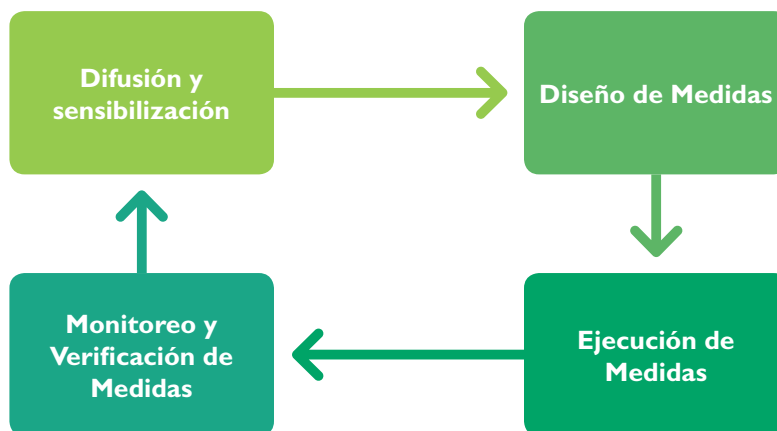 Difusión y
sensibilización
Diseño de Medidas
Ejecución de
Medidas
Monitoreo y
Verificación de
Medidas